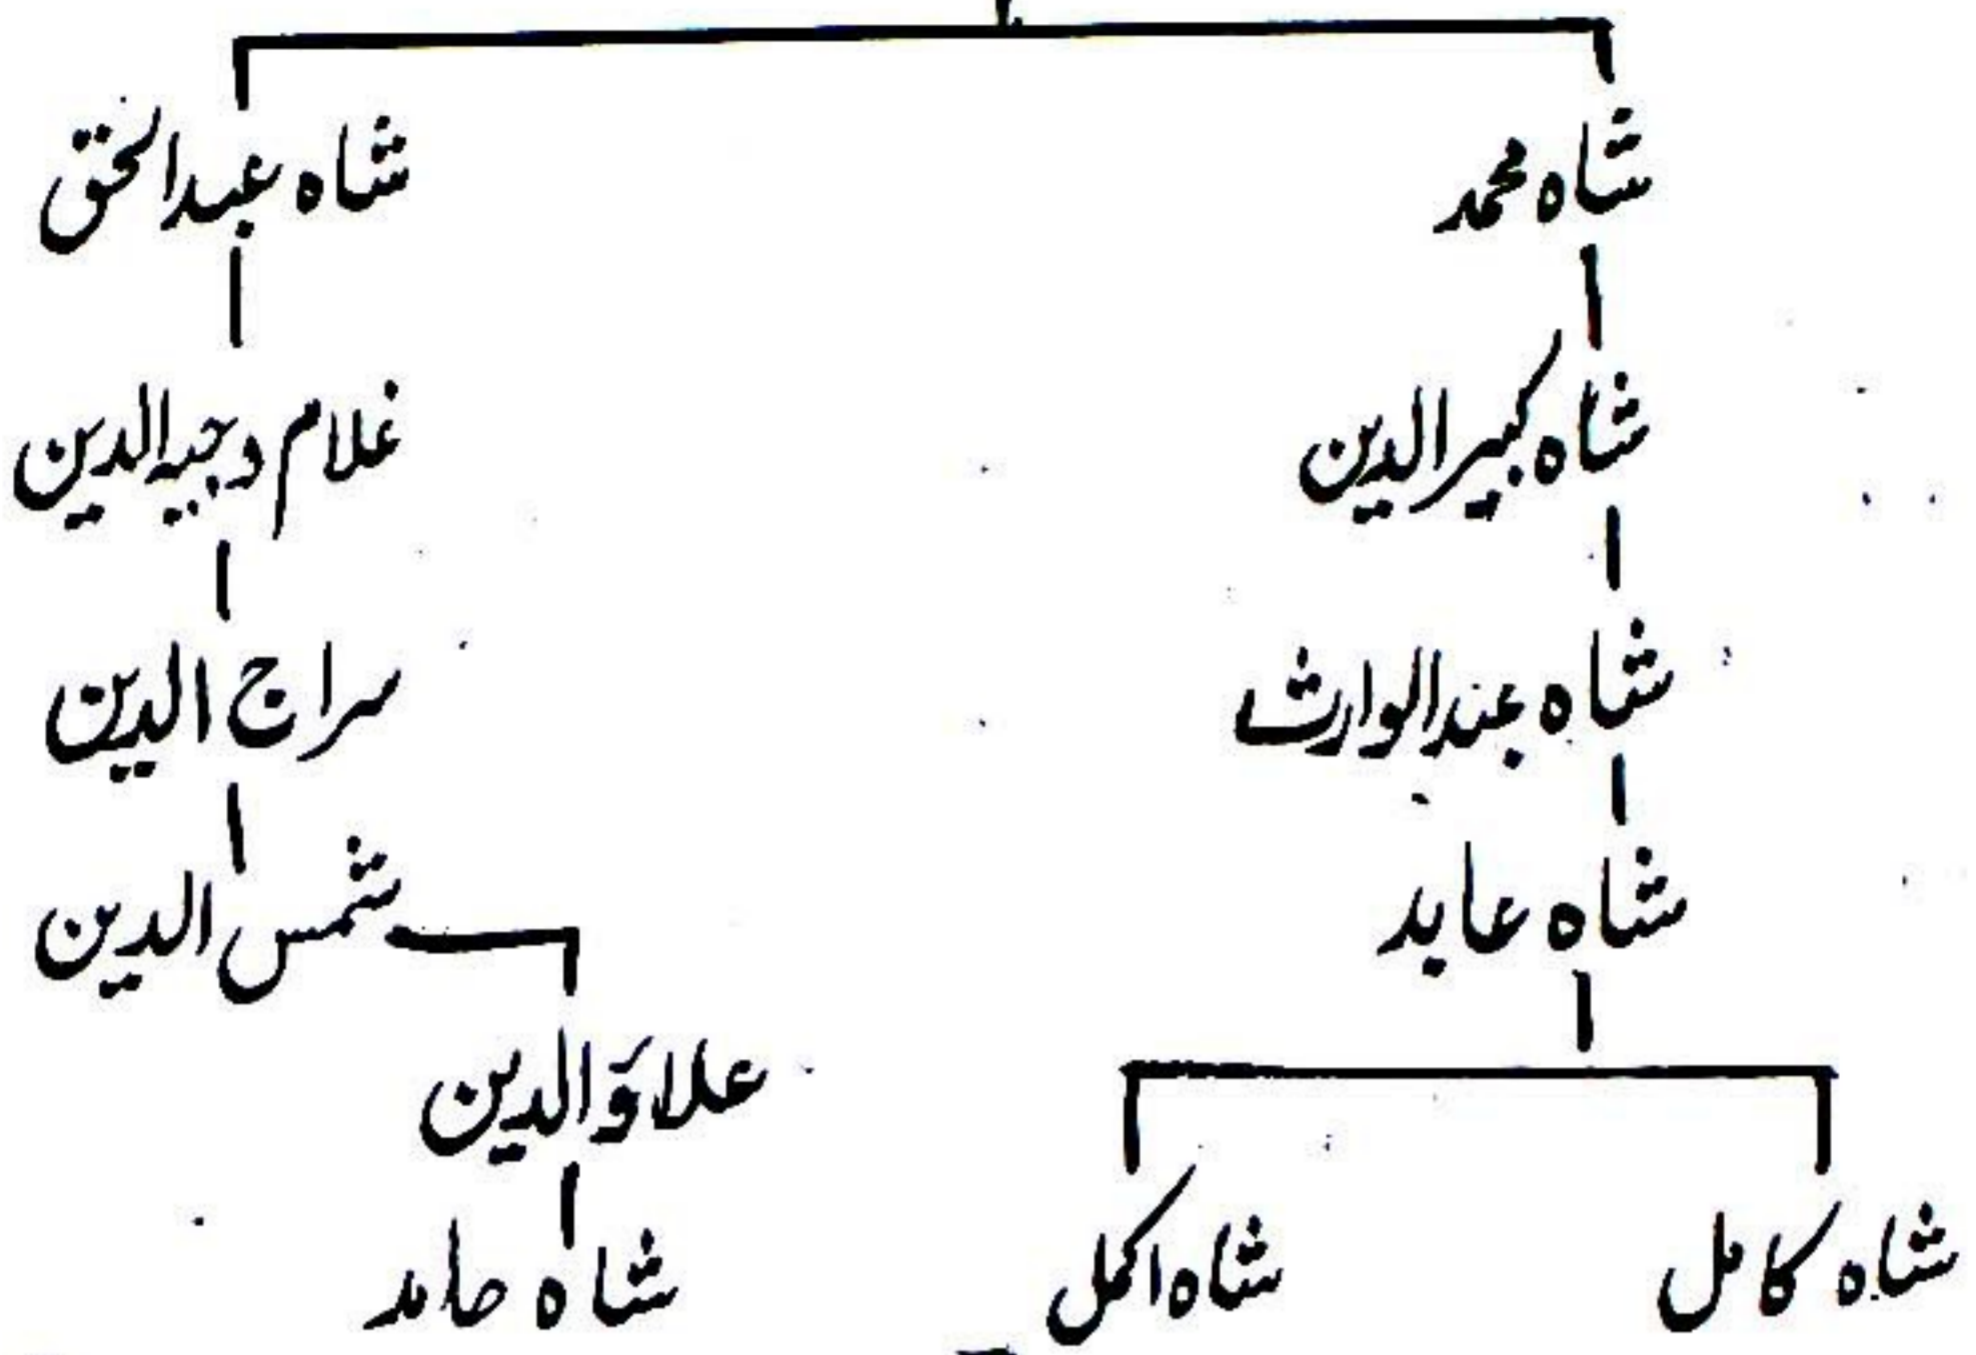 شاہ محمد
شاہ عبدالحق
شاہ کبیرالدین
غلام وجیہ الدین
شاہ عبدالوارث
سراج الدین
شاہ عابد
شمس الدین
علاؤالدین
شاہ کامل
شاہ اکمل
شاہ حامد